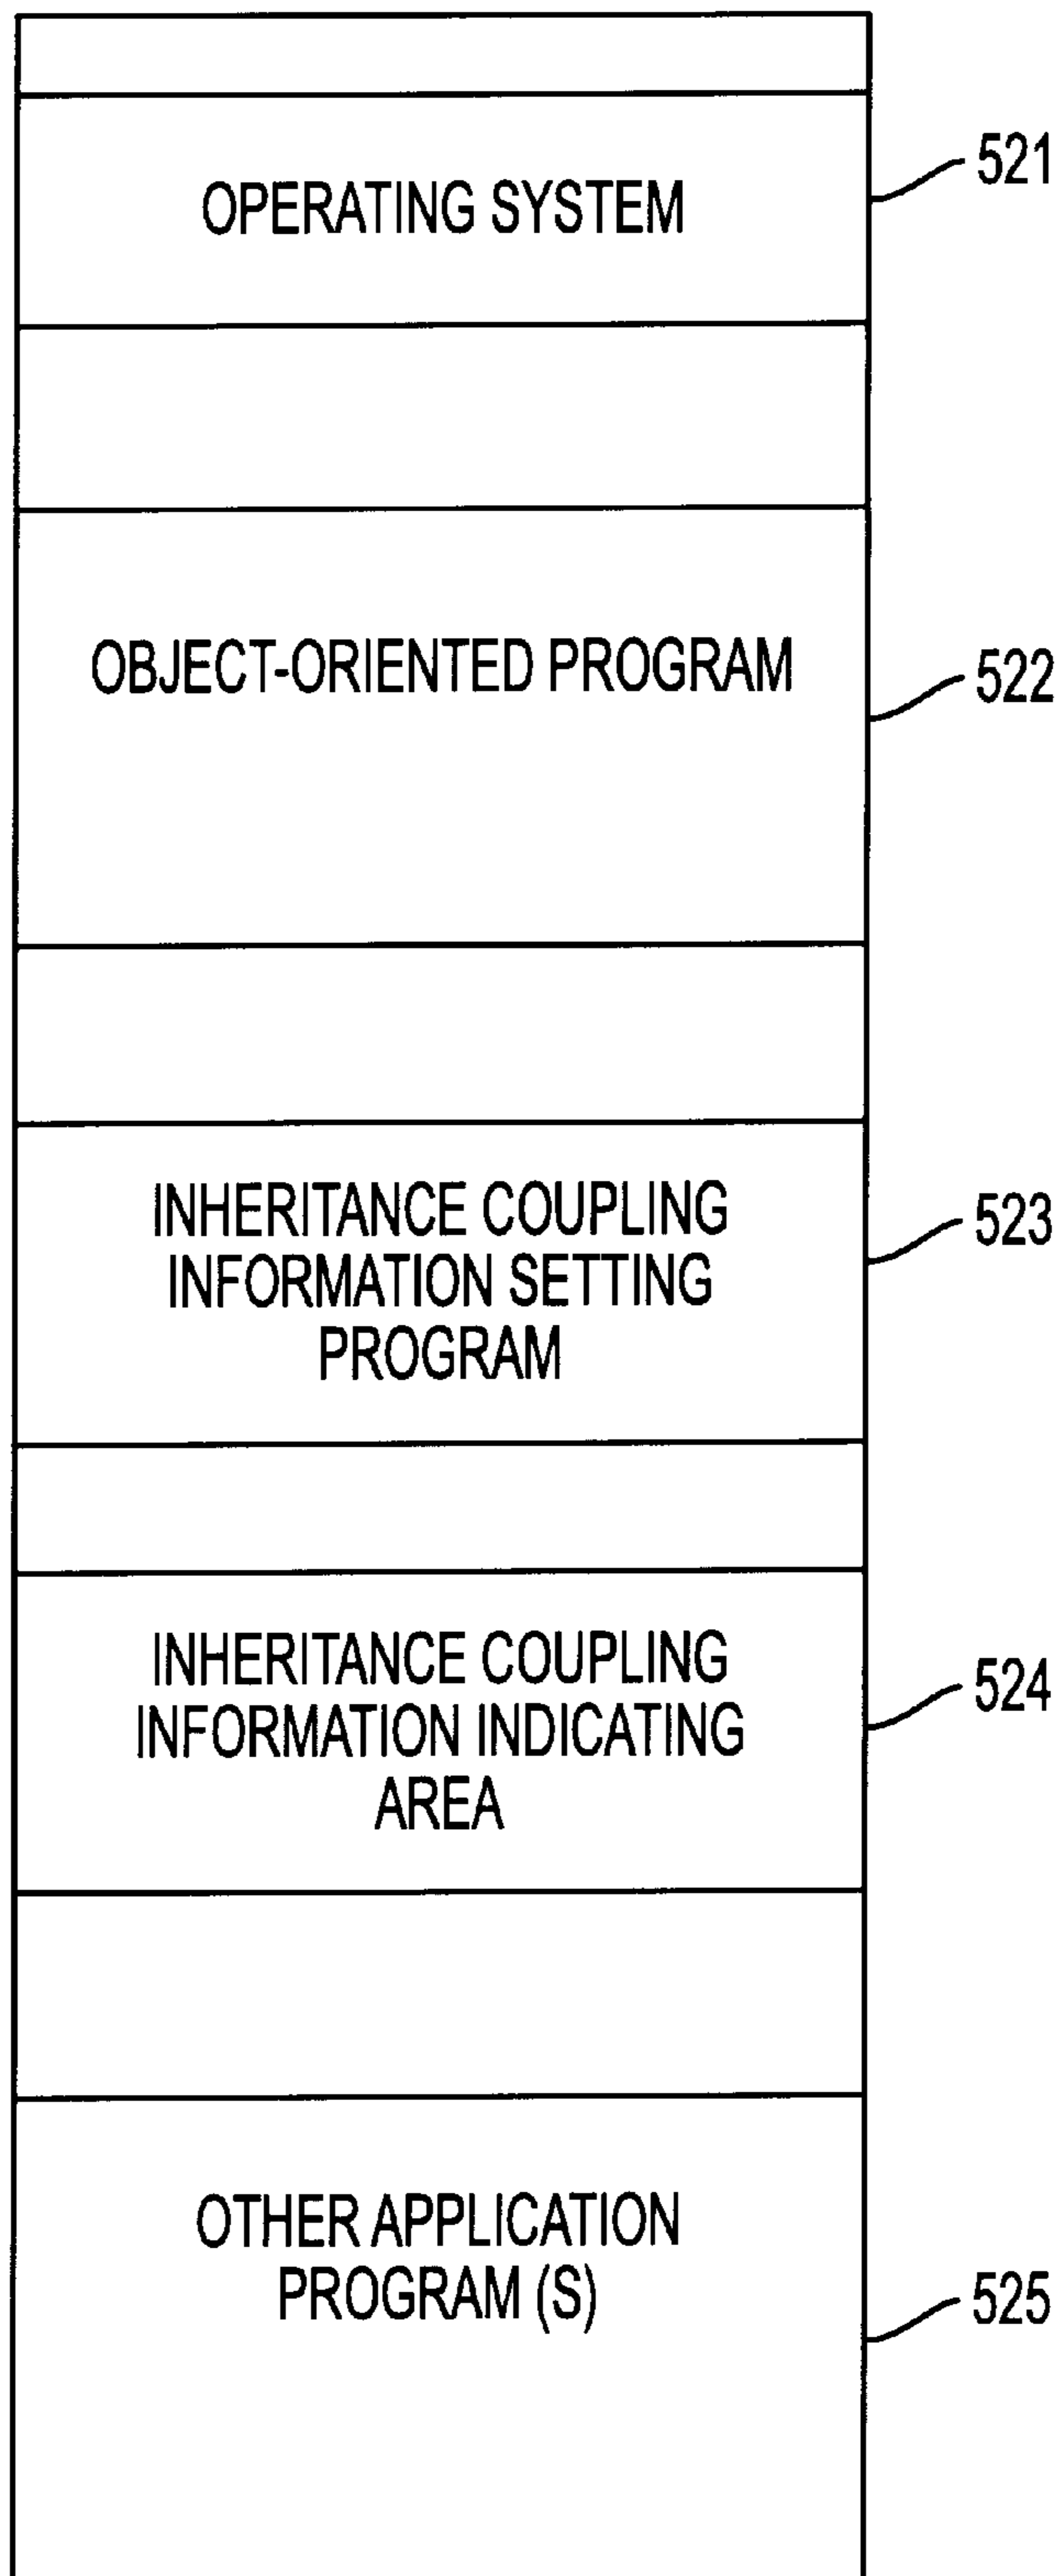 OPERATING SYSTEM
521
OBJECT-ORIENTED PROGRAM
522
INHERITANCE COUPLING
INFORMATION SETTING
PROGRAM
523
INHERITANCE COUPLING
INFORMATION INDICATING
AREA
524
OTHER APPLICATION
PROGRAM (S)
525